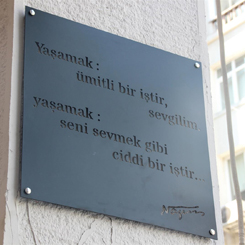 Yaşamak :
ümitli bir iştir,
sevgilim
yaşamak :
seni sevmek gibi
ciddi bir iştir...